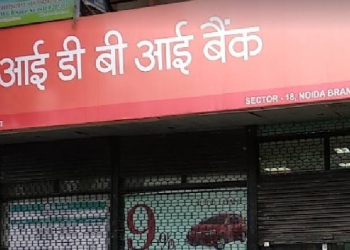 आई डी बी आई बैंक
SECTOR - 18, NOIDA BRAN
9%